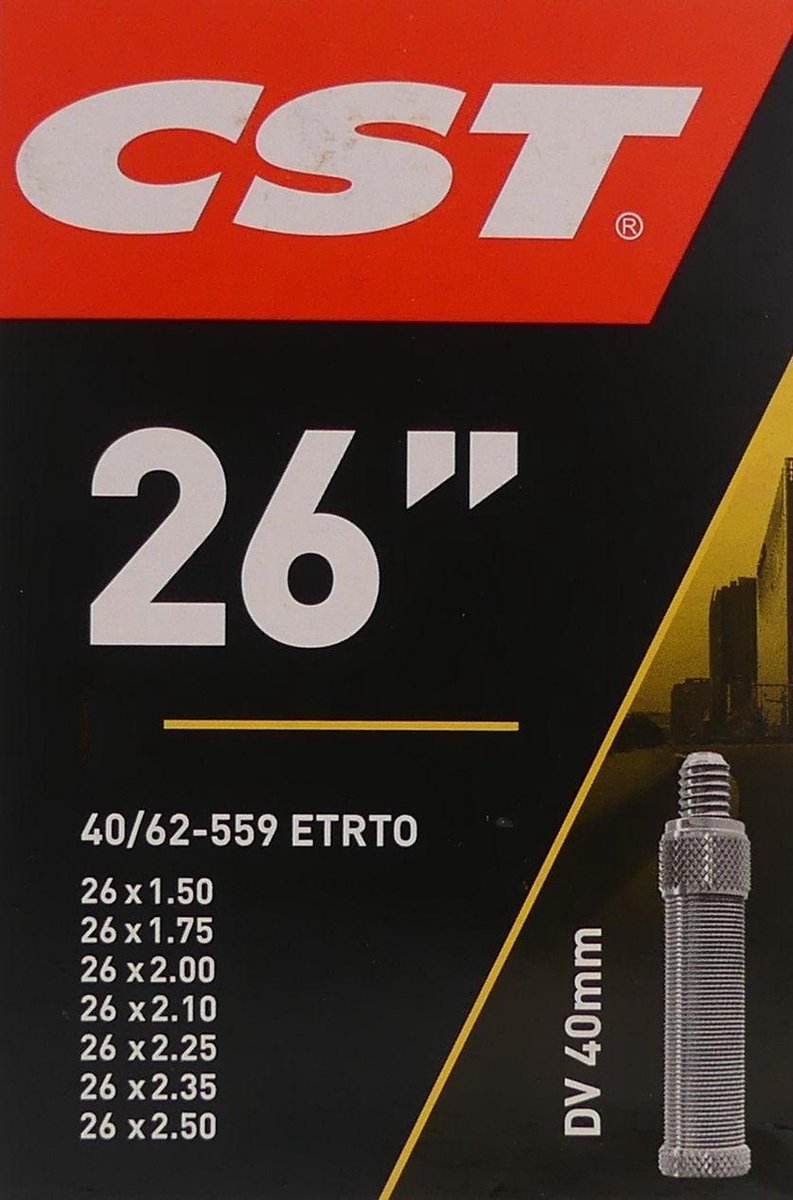 CST®
26”
40/62-559 ETRTO
26 x 1.50
26 x 1.75
26 x 2.00
26 x 2.10
26 x 2.25
26 x 2.35
26 x 2.50
DV 40mm